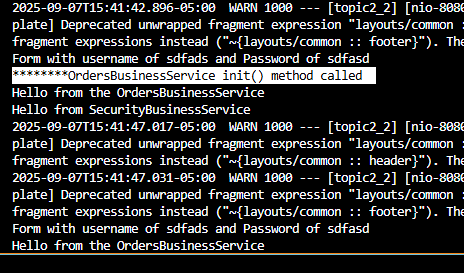 2025-09-07T15:41:42.896-05:00  WARN 1000 --- [topic2_2] [nio-808
plate] Deprecated unwrapped fragment expression "layouts/common
fragment expressions instead ("~{layouts/common :: footer}"). The
Form with username of sdfads and Password of sdfasd
********OrdersBusinessService init() method called
Hello from the OrdersBusinessService
Hello from SecurityBusinessService
2025-09-07T15:41:47.017-05:00  WARN 1000 --- [topic2_2] [nio-808
plate] Deprecated unwrapped fragment expression "layouts/common :
fragment expressions instead ("~{layouts/common :: header}"). The
2025-09-07T15:41:47.031-05:00  WARN 1000 --- [topic2_2] [nio-808
plate] Deprecated unwrapped fragment expression "layouts/common :
fragment expressions instead ("~{layouts/common :: footer}"). The
Form with username of sdfads and Password of sdfasd
Hello from the OrdersBusinessService